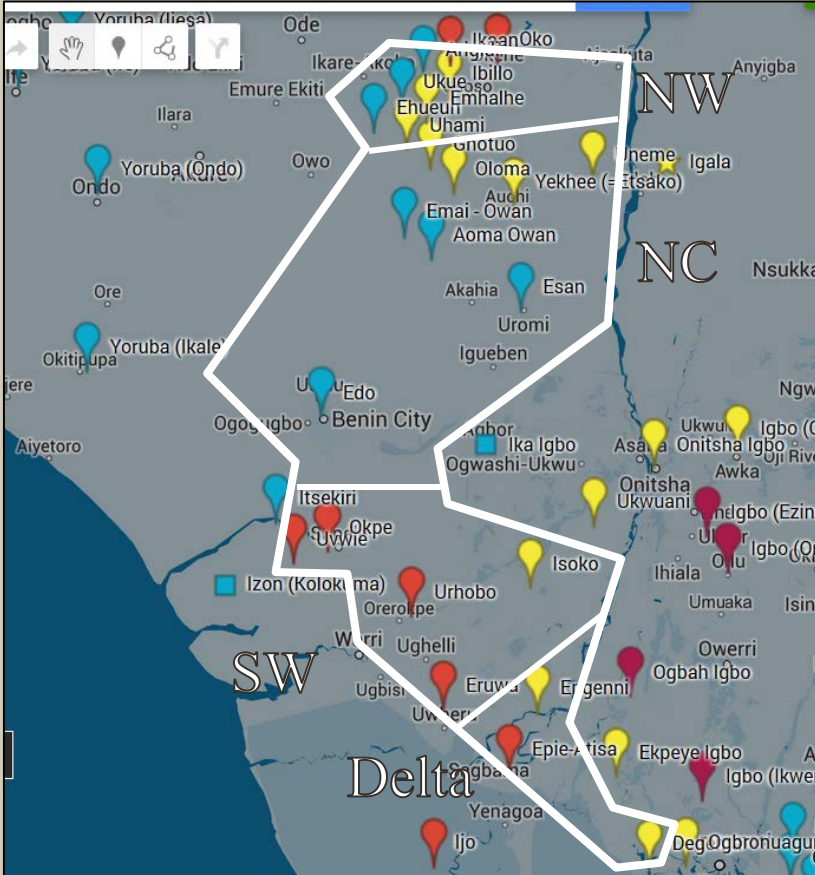 Yoruba (Ijesa)
Ode
IkaanOko
Ajaokuta
Anyigba
Emure Ekiti
Ukue
Ibillo
NW
Emhalhe
Ehueun
Ilara
Uhami
Ghotuo
Owo
Yoruba (Ondo)
Oloma
Uneme
Igala
Ondo
Yekhee (=Etsako)
Auchi
Emai - Owan
Aoma Owan
NC
Nsukka
Ore
Akahia
Esan
Uromi
Yoruba (Ikale)
Okitipupa
Igueben
Edo
Ogogugbo
Benin City
Agbor
Ika Igbo
Aiyetoro
Ogwashi-Ukwu
Onitsha Igbo
Awka
Onitsha
Ukwuani
Itsekiri
Okpe
Uvwie
Isoko
Ihiala
Izon (Kolokuma)
Urhobo
Orerokpe
Umuaka
Warri
Ughelli
Owerri
SW
Ogbah Igbo
Ugbisi
Eruwa
Engenni
Uwheru
Epie-Atisa
Ekpeye Igbo
Delta
Sagbama
Yenagoa
Ijo